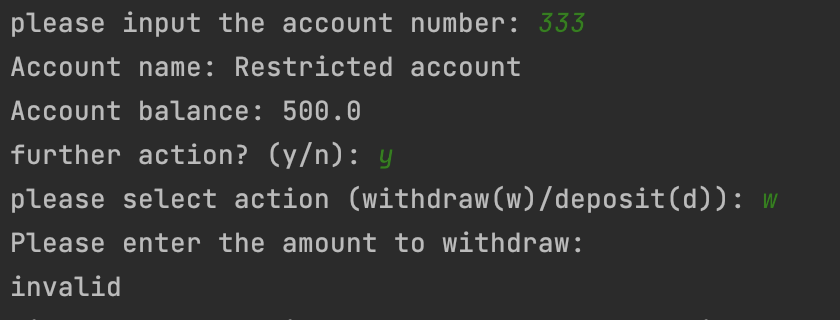 please input the account number: 333
Account name: Restricted account
Account balance: 500.0
further action? (y/n): y
please select action (withdraw(w)/deposit(d)): w
Please enter the amount to withdraw:
invalid